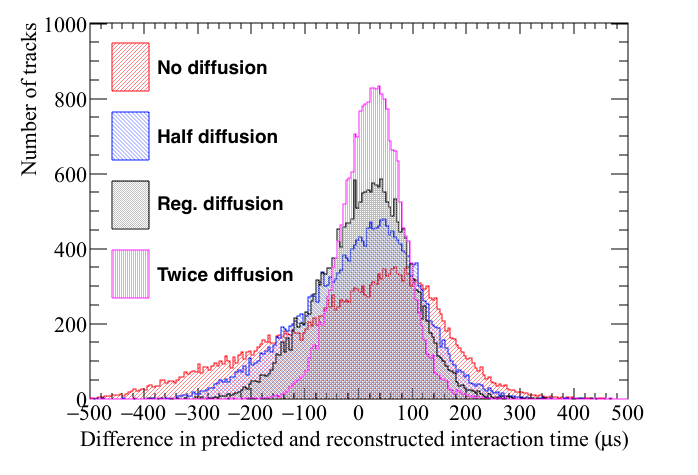 Number of tracks
1000
800
600
400
200
0
No diffusion
Half diffusion
Reg. diffusion
Twice diffusion
−500 −400 −300 −200 −100 0 100 200 300 400 500
Difference in predicted and reconstructed interaction time (μs)